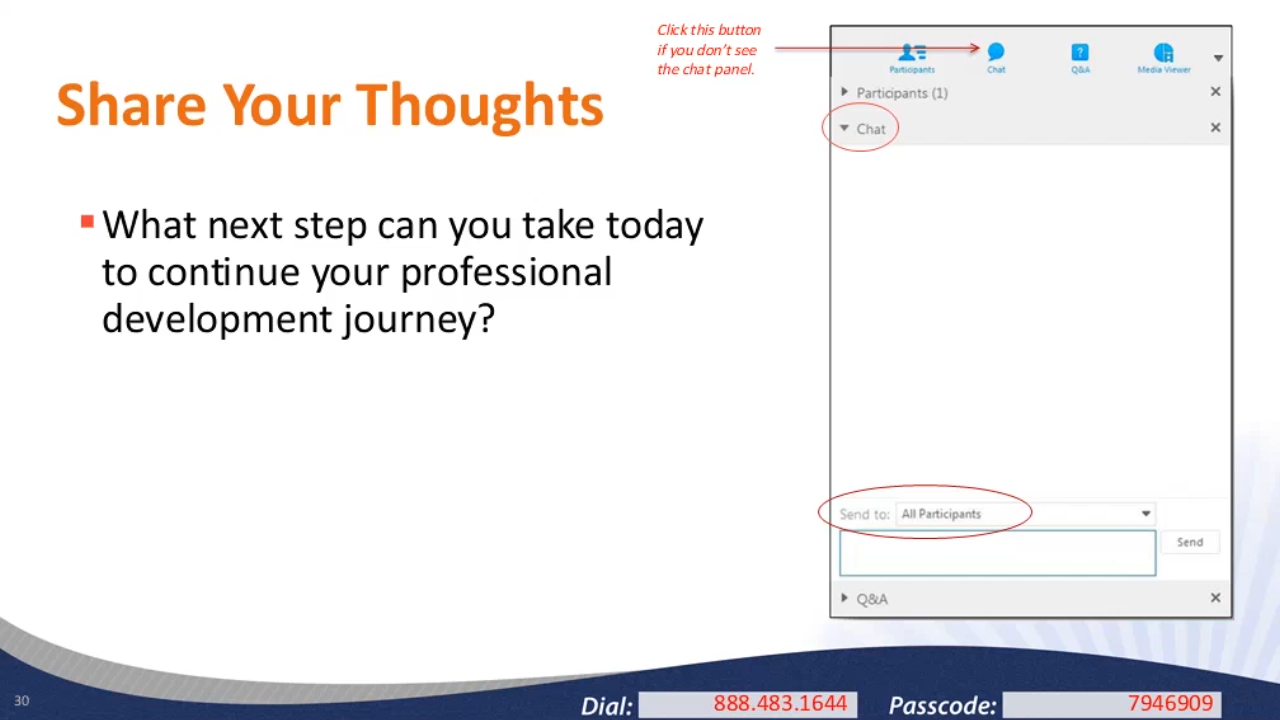 Click this button
if you don't see
the chat panel.
Share Your Thoughts
What next step can you take today
to continue your professional
development journey?
Participants
Chat
Q&A
Media Viewer
Participants (1)
Chat
Send to: All Participants
Send
Q&A
30
Dial: 888.483.1644 Passcode: 7946909